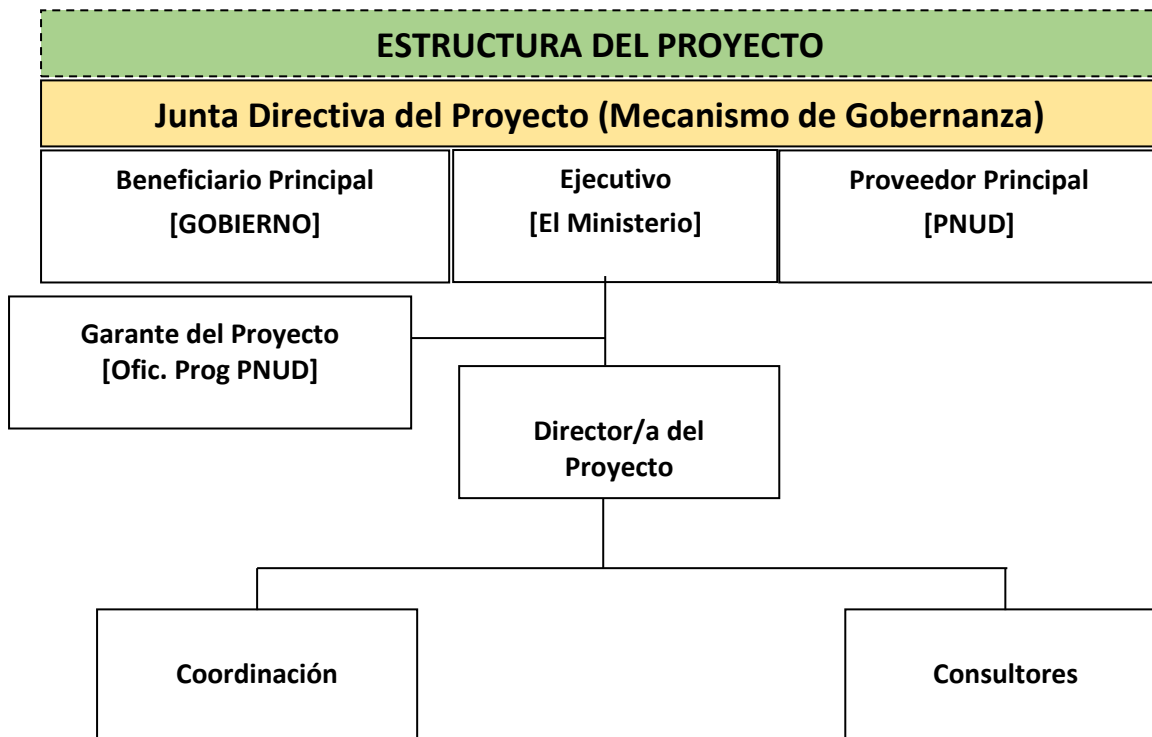 ESTRUCTURA DEL PROYECTO
Junta Directiva del Proyecto (Mecanismo de Gobernanza)
Beneficiario Principal
[GOBIERNO]
Ejecutivo
[El Ministerio]
Proveedor Principal
[PNUD]
Garante del Proyecto
[Ofic. Prog PNUD]
Director/a del
Proyecto
Coordinación
Consultores